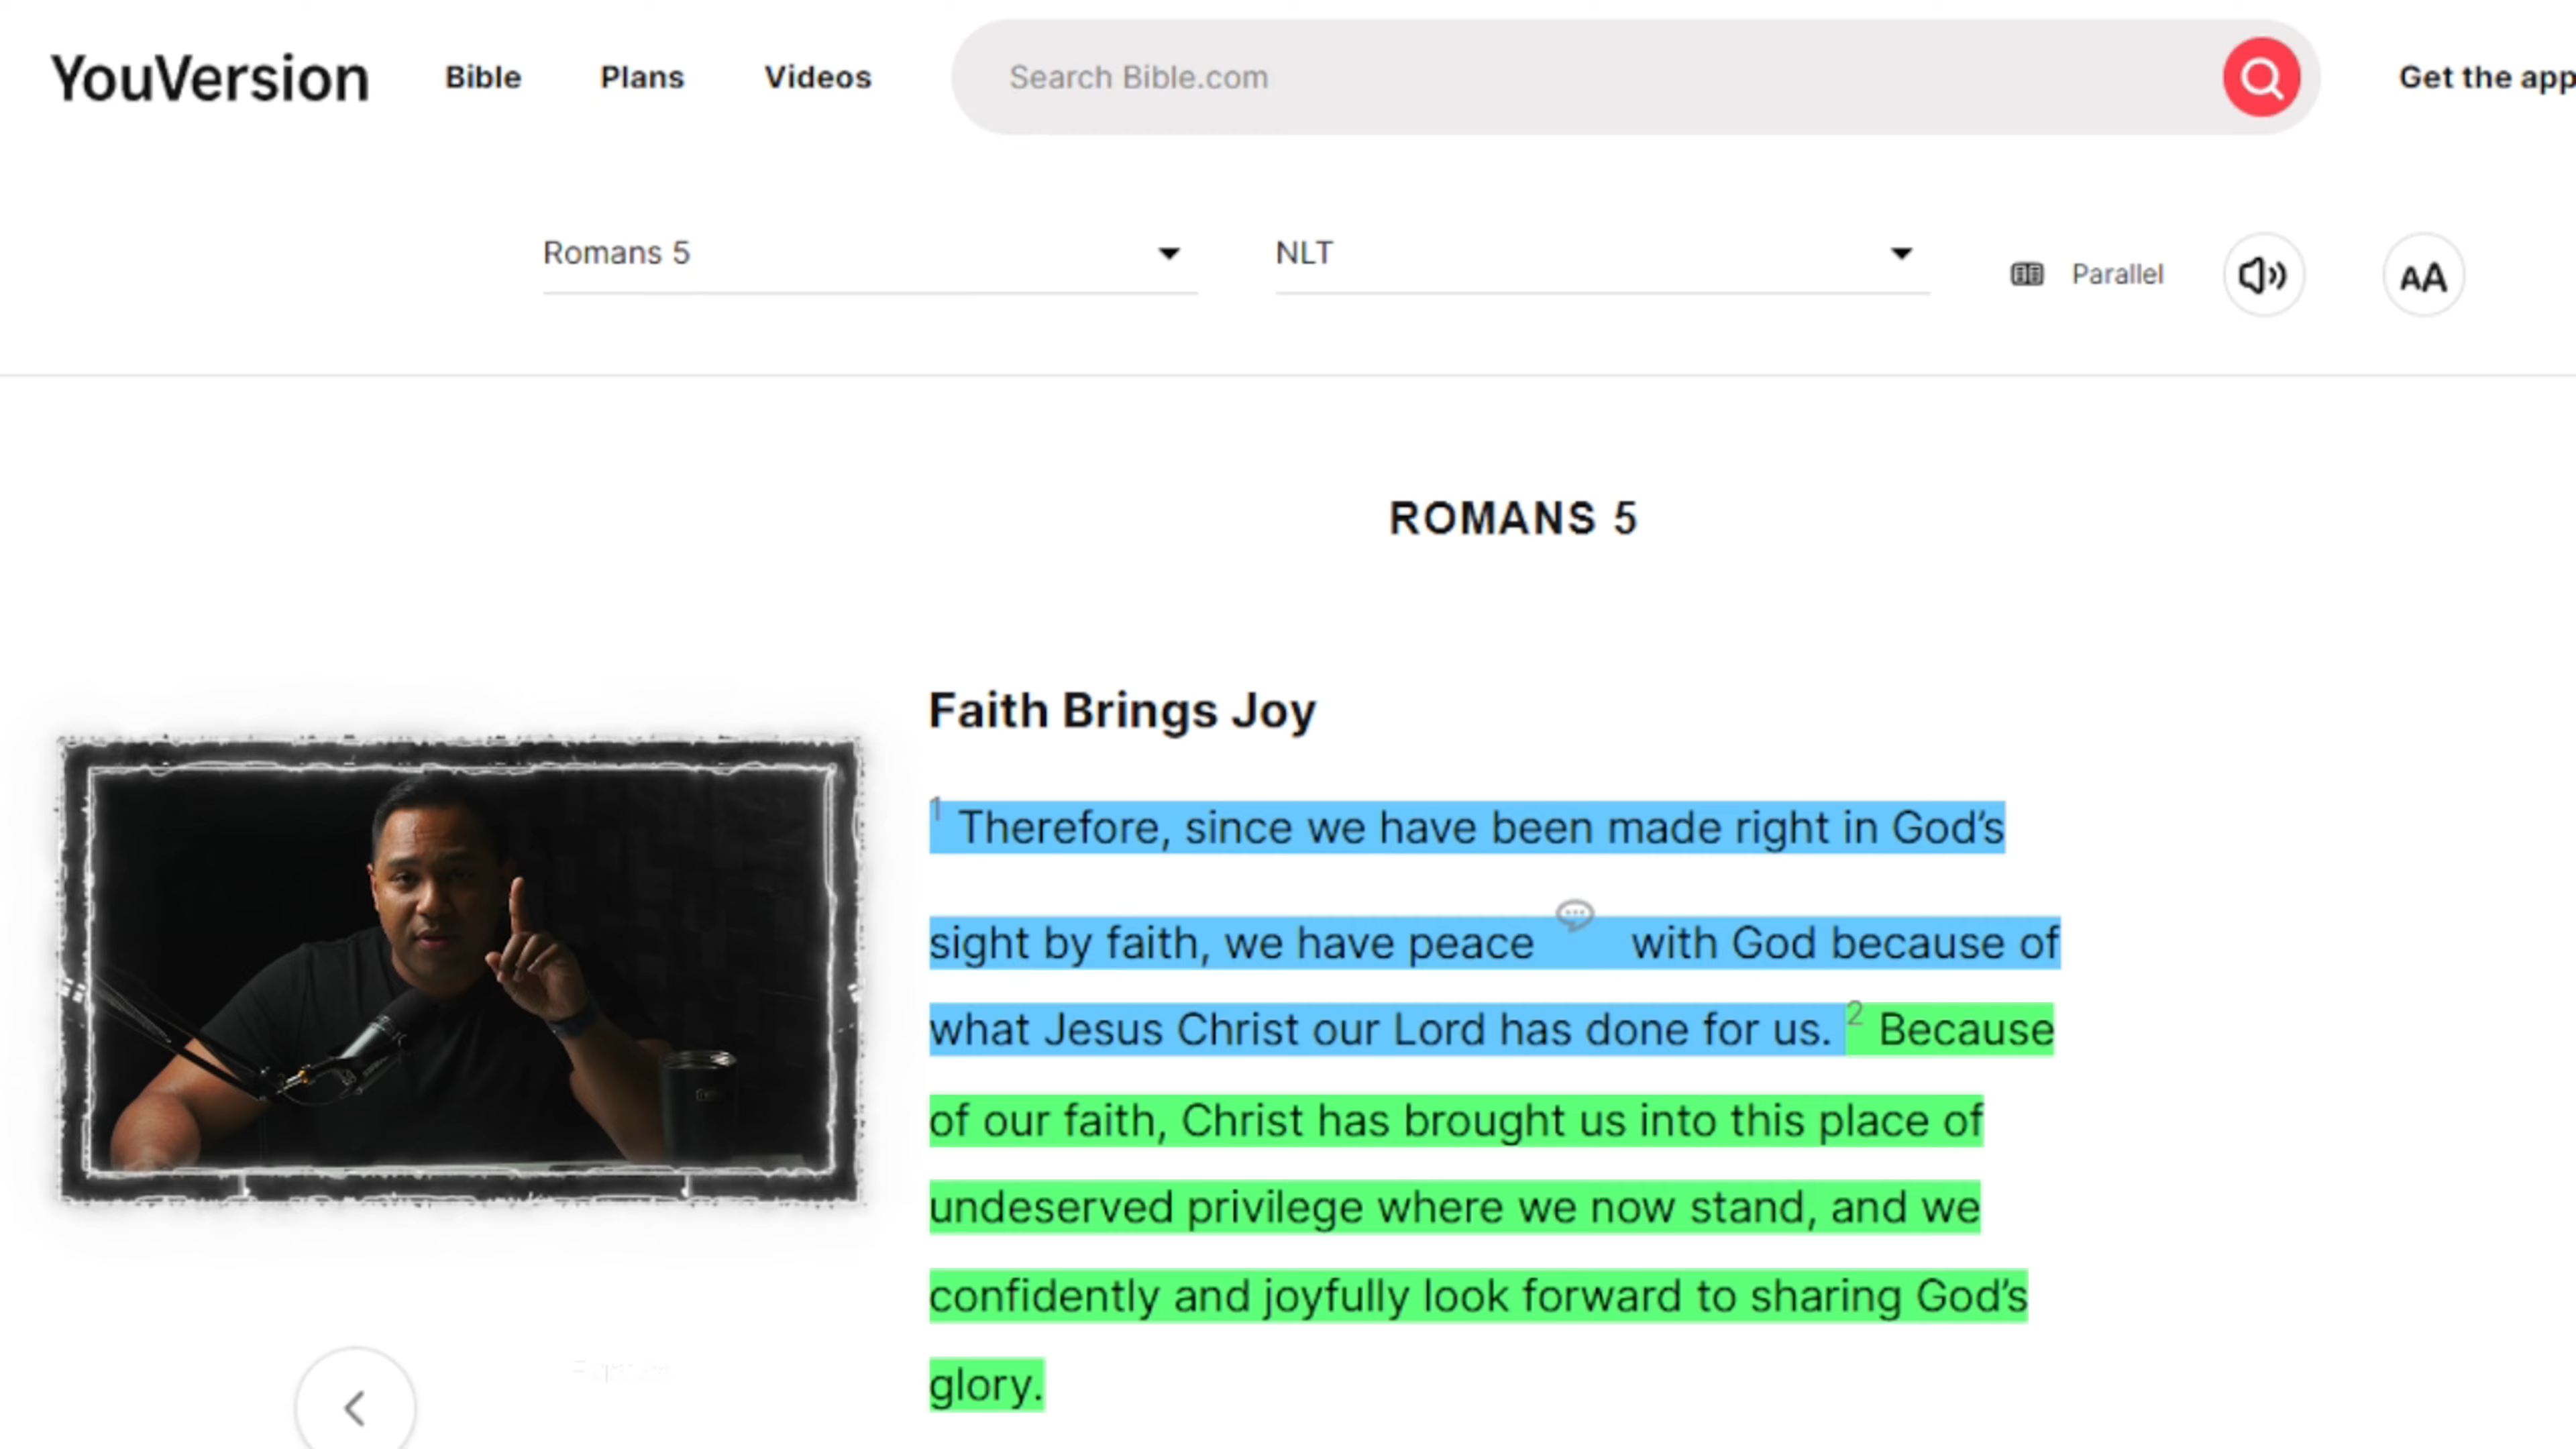 YouVersion Bible Plans Videos Search Bible.com Get the app
Romans 5 NLT Parallel AA
ROMANS 5
Faith Brings Joy
1 Therefore, since we have been made right in God’s
sight by faith, we have peace with God because of
what Jesus Christ our Lord has done for us. 2 Because
of our faith, Christ has brought us into this place of
undeserved privilege where we now stand, and we
confidently and joyfully look forward to sharing God’s
glory.